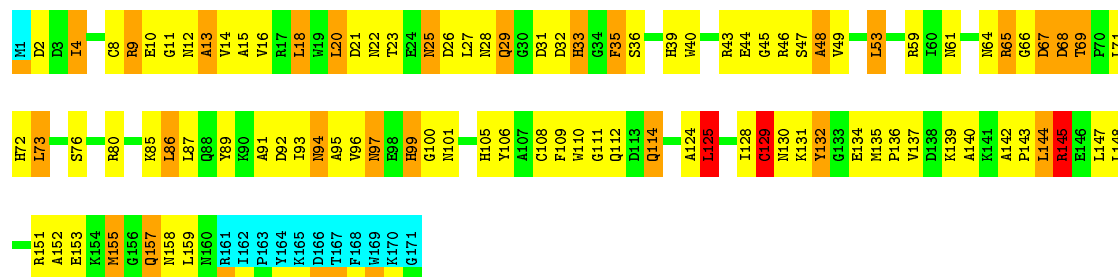 M1 D2 D3 I4 C8 R9 E10 G11 N12 A13 V14 A15 V16 R17 L18 W19 L20 D21 N22 T23 E24 N25 D26 L27 N28 Q29 G30 D31 D32 H33 G34 F35 S36 H39 W40 R43 E44 G45 R46 S47 A48 V49 L53 R59 I60 N61 N64 R65 G66 D67 D68 T69 P70 L71
H72 L73 S76 R80 K85 L86 L87 Q88 Y89 K90 A91 D92 I93 N94 A95 V96 N97 E98 H99 G100 N101 H105 Y106 A107 C108 F109 W110 G111 Q112 D113 Q114 A124 L125 I128 C129 N130 K131 Y132 G133 E134 M135 P136 V137 D138 K139 A140 K141 A142 P143 L144 R145 E146 L147 L148
R151 A152 E153 K154 M155 G156 Q157 N158 L159 N160 R161 I162 P163 Y164 K165 D166 T167 F168 W169 K170 G171